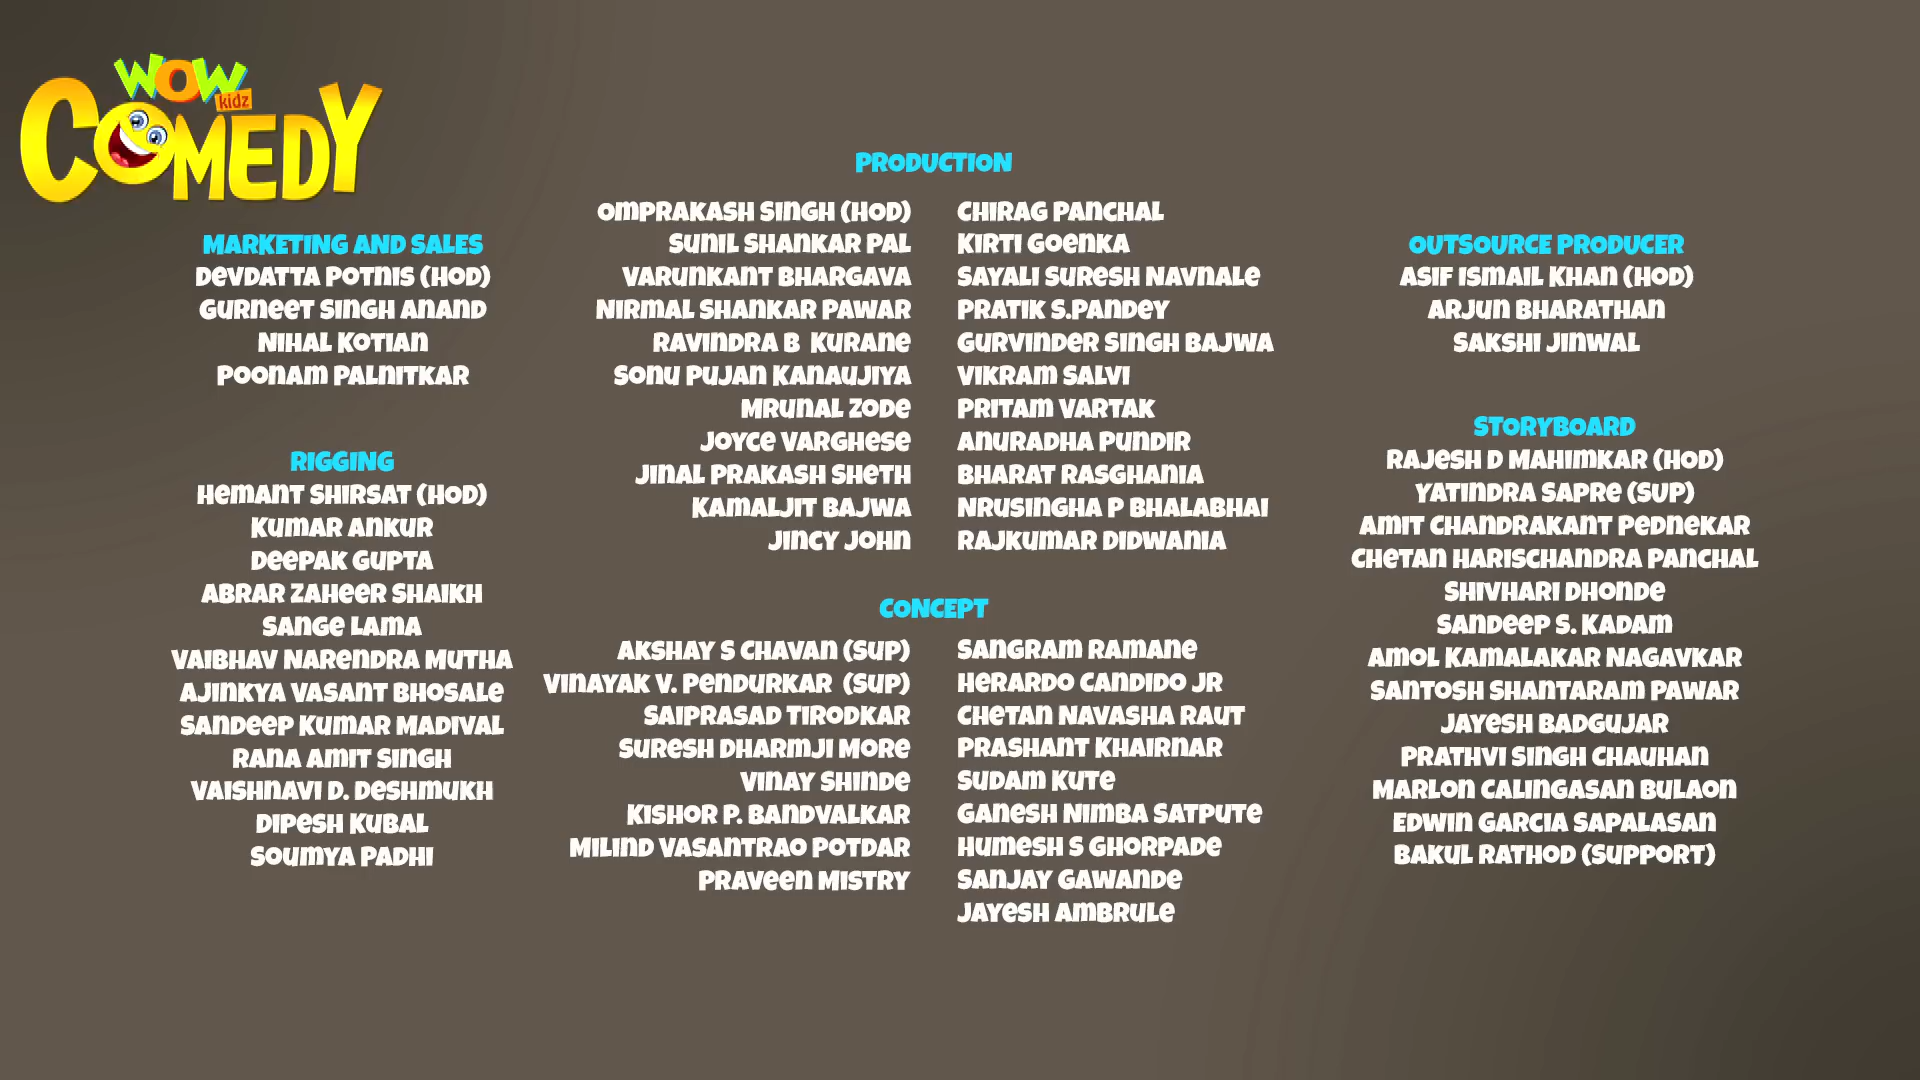 WOW
kidz
COMEDY
MARKETING AND SALES
DEVDATTA POTNIS (HOD)
GURNEET SINGH ANAND
NIHAL KOTIAN
POONAM PALNITKAR
RIGGING
HEMANT SHIRSAT (HOD)
KUMAR ANKUR
DEEPAK GUPTA
ABRAR ZAHEER SHAIKH
SANGE LAMA
VAIBHAV NARENDRA MUTHA
AJINKYA VASANT BHOSALE
SANDEEP KUMAR MADIVAL
RANA AMIT SINGH
VAISHNAVI D. DESHMUKH
DIPESH KUBAL
SOUMYA PADHI
PRODUCTION
OMPRAKASH SINGH (HOD) CHIRAG PANCHAL
SUNIL SHANKAR PAL KIRTI GOENKA
VARUNKANT BHARGAVA SAYALI SURESH NAVNALE
NIRMAL SHANKAR PAWAR PRATIK S.PANDEY
RAVINDRA B KURANE GURVINDER SINGH BAJWA
SONU PUJAN KANAUJIYA VIKRAM SALVI
MRUNAL ZODE PRITAM VARTAK
JOYCE VARGHESE ANURADHA PUNDIR
JINAL PRAKASH SHETH BHARAT RASGHANIA
KAMALJIT BAJWA NRUSINGHA P BHALABHAI
JINCY JOHN RAJKUMAR DIDWANIA
CONCEPT
AKSHAY S CHAVAN (SUP) SANGRAM RAMANE
VINAYAK V. PENDURKAR (SUP) HERARDO CANDIDO JR
SAIPRASAD TIRODKAR CHETAN NAVASHA RAUT
SURESH DHARMJI MORE PRASHANT KHAIRNAR
VINAY SHINDE SUDAM KUTE
KISHOR P. BANDVALKAR GANESH NIMBA SATPUTE
MILIND VASANTRAO POTDAR HUMESH S GHORPADE
PRAVEEN MISTRY SANJAY GAWANDE
JAYESH AMBRULE
OUTSOURCE PRODUCER
ASIF ISMAIL KHAN (HOD)
ARJUN BHARATHAN
SAKSHI JINWAL
STORYBOARD
RAJESH D MAHIMKAR (HOD)
YATINDRA SAPRE (SUP)
AMIT CHANDRAKANT PEDNEKAR
CHETAN HARISCHANDRA PANCHAL
SHIVHARI DHONDE
SANDEEP S. KADAM
AMOL KAMALAKAR NAGAVKAR
SANTOSH SHANTARAM PAWAR
JAYESH BADGUJAR
PRATHVI SINGH CHAUHAN
MARLON CALINGASAN BULAON
EDWIN GARCIA SAPALASAN
BAKUL RATHOD (SUPPORT)